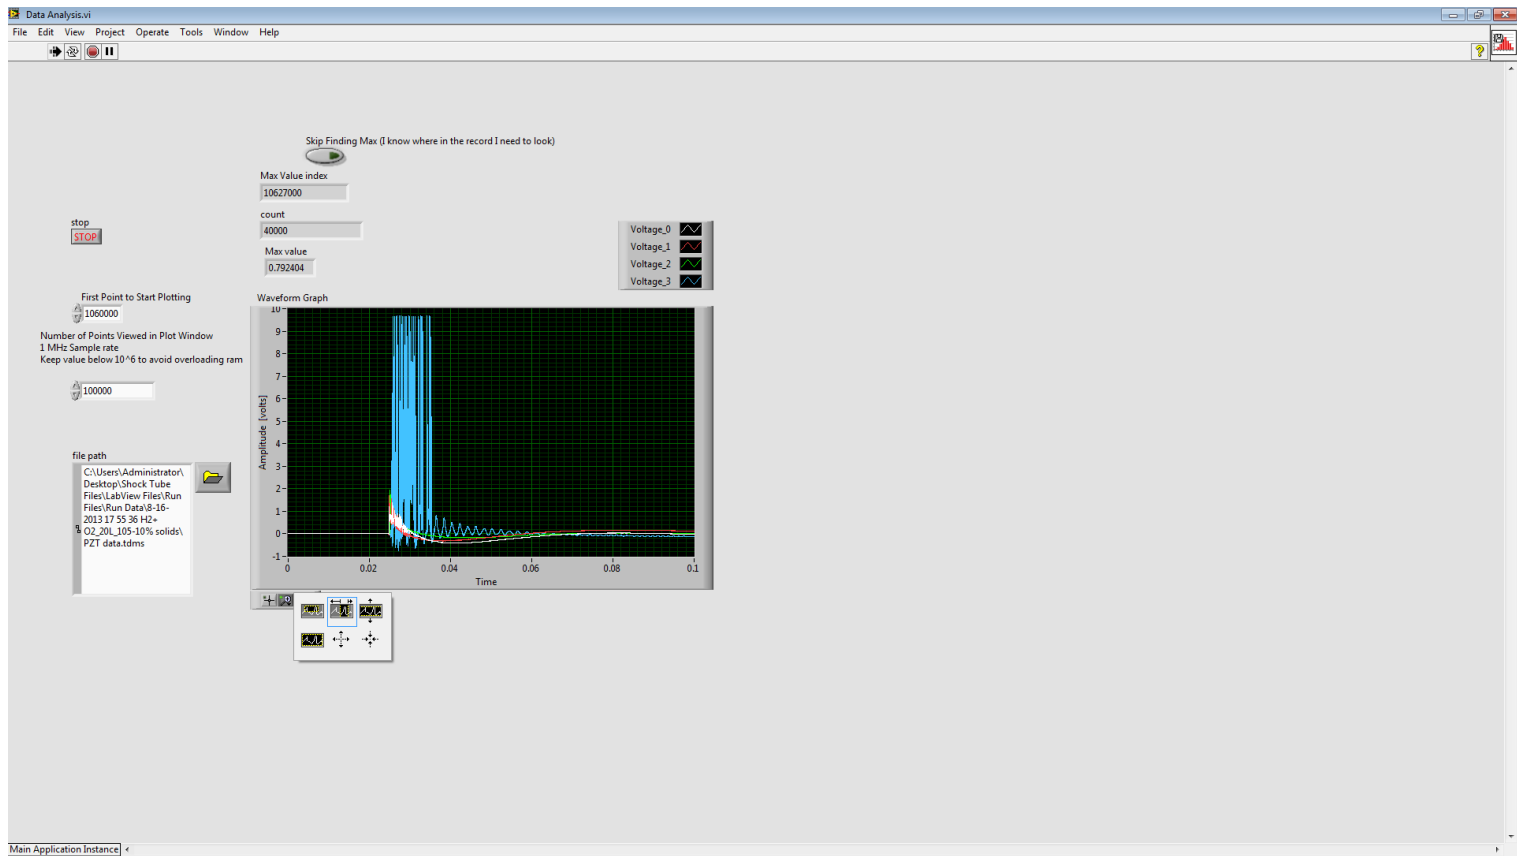 Data Analysis.vi
File Edit View Project Operate Tools Window Help
Skip Finding Max (I know where in the record I need to look)
Max Value index
10627000
count
40000
Max value
0.792404
stop
STOP
Voltage_0
Voltage_1
Voltage_2
Voltage_3
First Point to Start Plotting
1060000
Number of Points Viewed in Plot Window
1 MHz Sample rate
Keep value below 10^6 to avoid overloading ram
100000
file path
C:\Users\Administrator\
Desktop\Shock Tube
Files\LabView Files\Run
Files\Run Data\8-16-
2013 17 55 36 H2+
O2_20L_105-10% solids\
PZT data.tdms
Waveform Graph
Amplitude [volts]
10
9
8
7
6
5
4
3
2
1
0
-1
0 0.02 0.04 0.06 0.08 0.1
Time
Main Application Instance